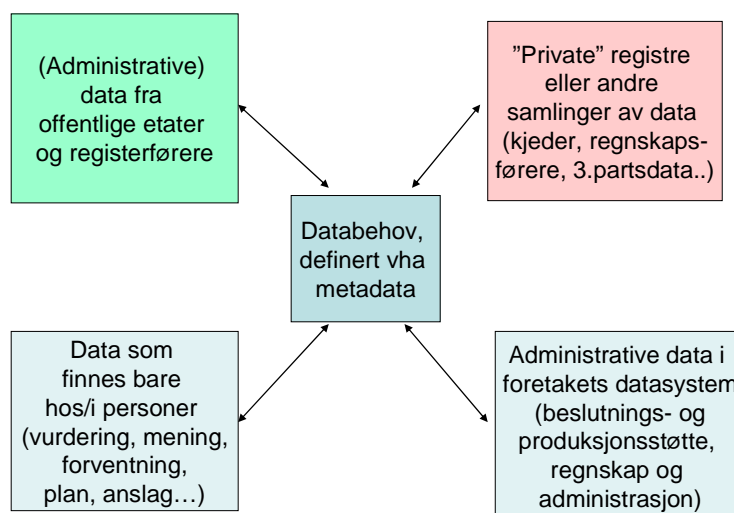 (Administrative)
data fra
offentlige etater
og registerførere
”Private” registre
eller andre
samlinger av data
(kjeder, regnskaps-
førere, 3.partsdata..)
Databehov,
definert vha
metadata
Data som
finnes bare
hos/i personer
(vurdering, mening,
forventning,
plan, anslag…)
Administrative data i
foretakets datasystem
(beslutnings- og
produksjonsstøtte,
regnskap og
administrasjon)